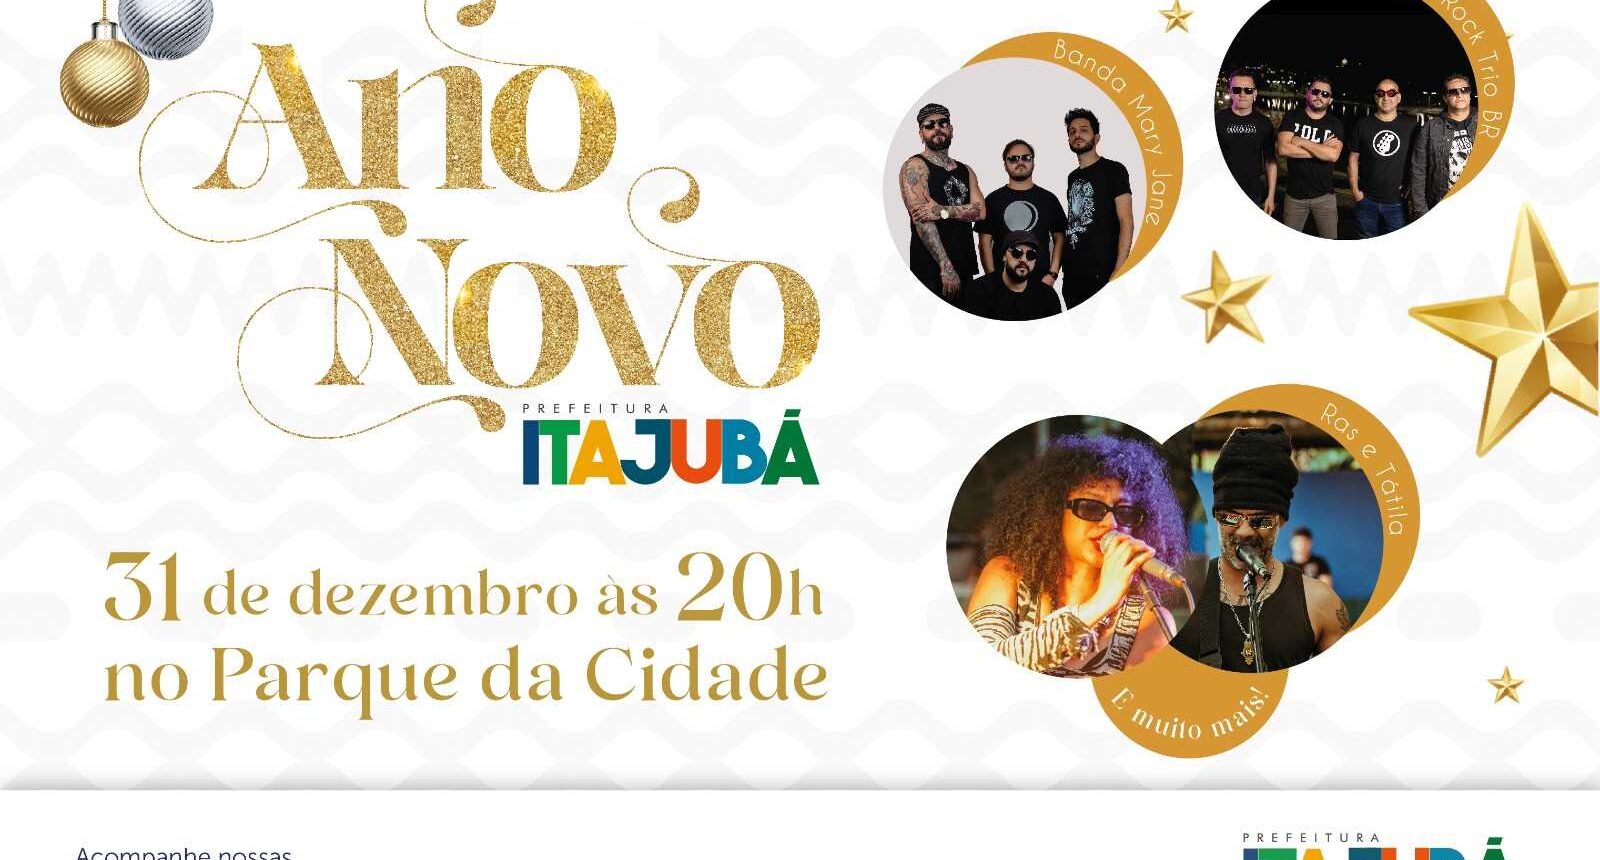 Ano
Novo
PREFEITURA
ITAJUBÁ
31 de dezembro às 20h
no Parque da Cidade
Banda Mary Jane
Rock Trio BR
Ras e Tátila
E muito mais!
Acompanhe nossas
PREFEITURA
ITAJUBÁ